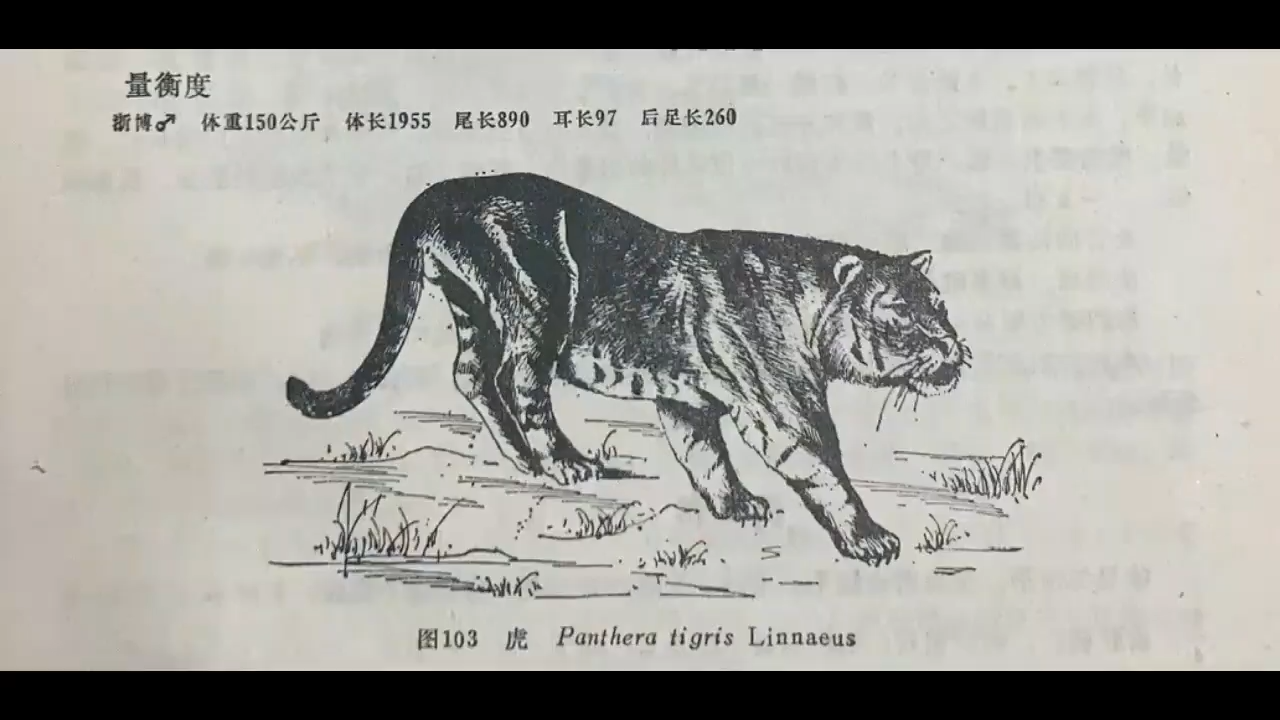 量衡度
浙博♂ 体重150公斤 体长1955 尾长890 耳长97 后足长260
图103 虎 Panthera tigris Linnaeus